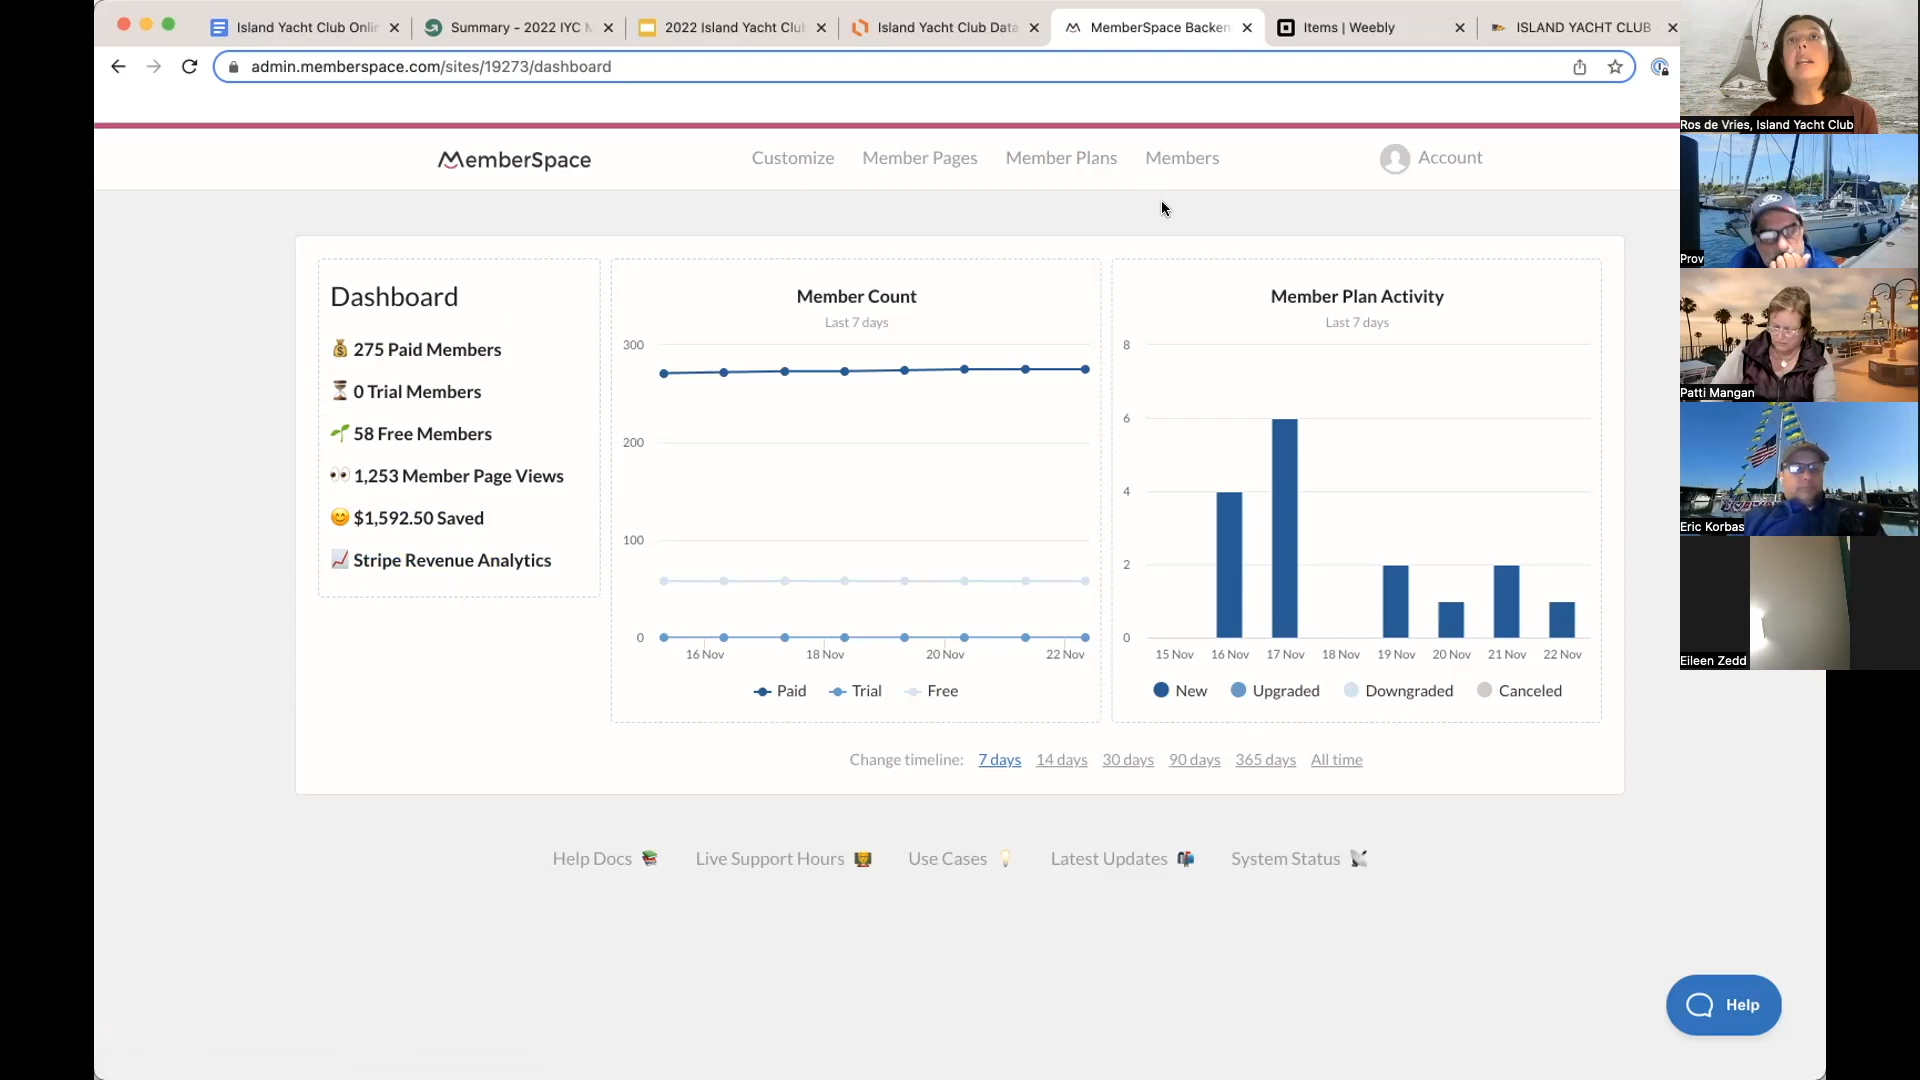 Island Yacht Club Onlin
Summary - 2022 IYC M
2022 Island Yacht Club
Island Yacht Club Data
MemberSpace Backen
Items | Weebly
ISLAND YACHT CLUB
admin.memberspace.com/sites/19273/dashboard
MemberSpace
Customize
Member Pages
Member Plans
Members
Account
Dashboard
275 Paid Members
0 Trial Members
58 Free Members
1,253 Member Page Views
$1,592.50 Saved
Stripe Revenue Analytics
Member Count
Last 7 days
300
200
100
0
16 Nov 18 Nov 20 Nov 22 Nov
Paid Trial Free
Member Plan Activity
Last 7 days
8
6
4
2
0
15 Nov 16 Nov 17 Nov 18 Nov 19 Nov 20 Nov 21 Nov 22 Nov
New Upgraded Downgraded Canceled
Change timeline: 7 days 14 days 30 days 90 days 365 days All time
Help Docs
Live Support Hours
Use Cases
Latest Updates
System Status
Help
Ros de Vries, Island Yacht Club
Prov
Patti Mangan
Eric Korbas
Eileen Zedd